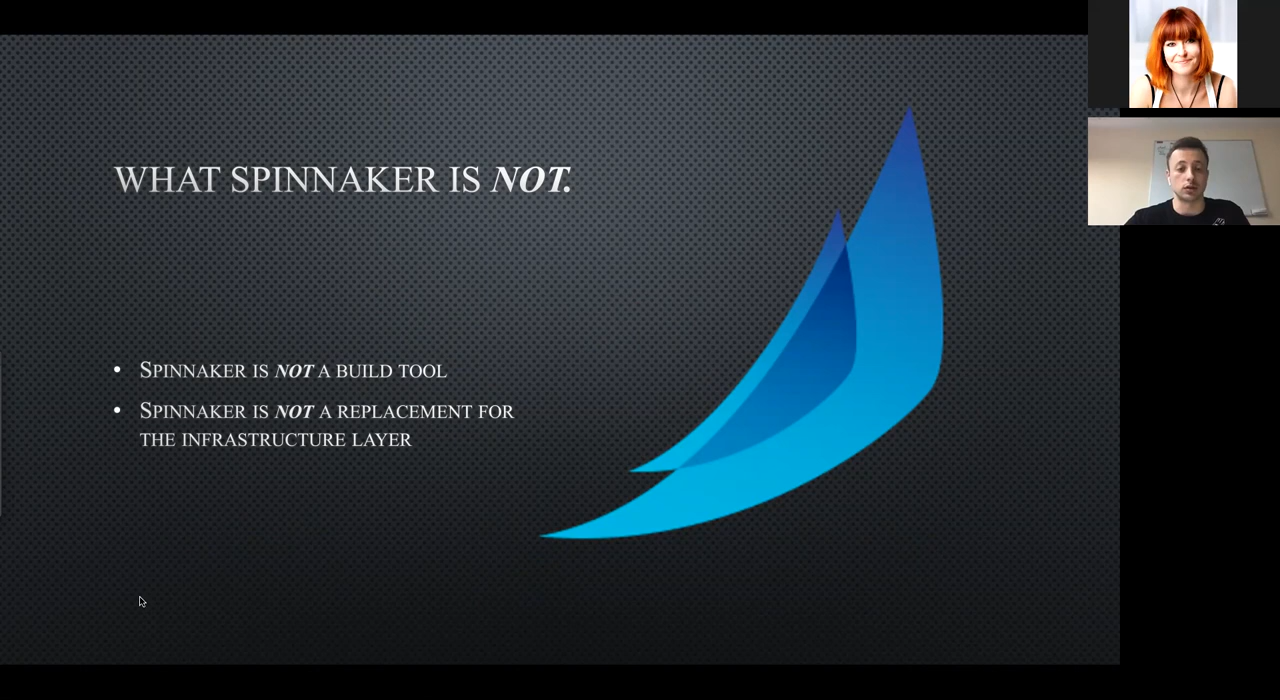 WHAT SPINNAKER IS NOT.
• SPINNAKER IS NOT A BUILD TOOL
• SPINNAKER IS NOT A REPLACEMENT FOR
THE INFRASTRUCTURE LAYER